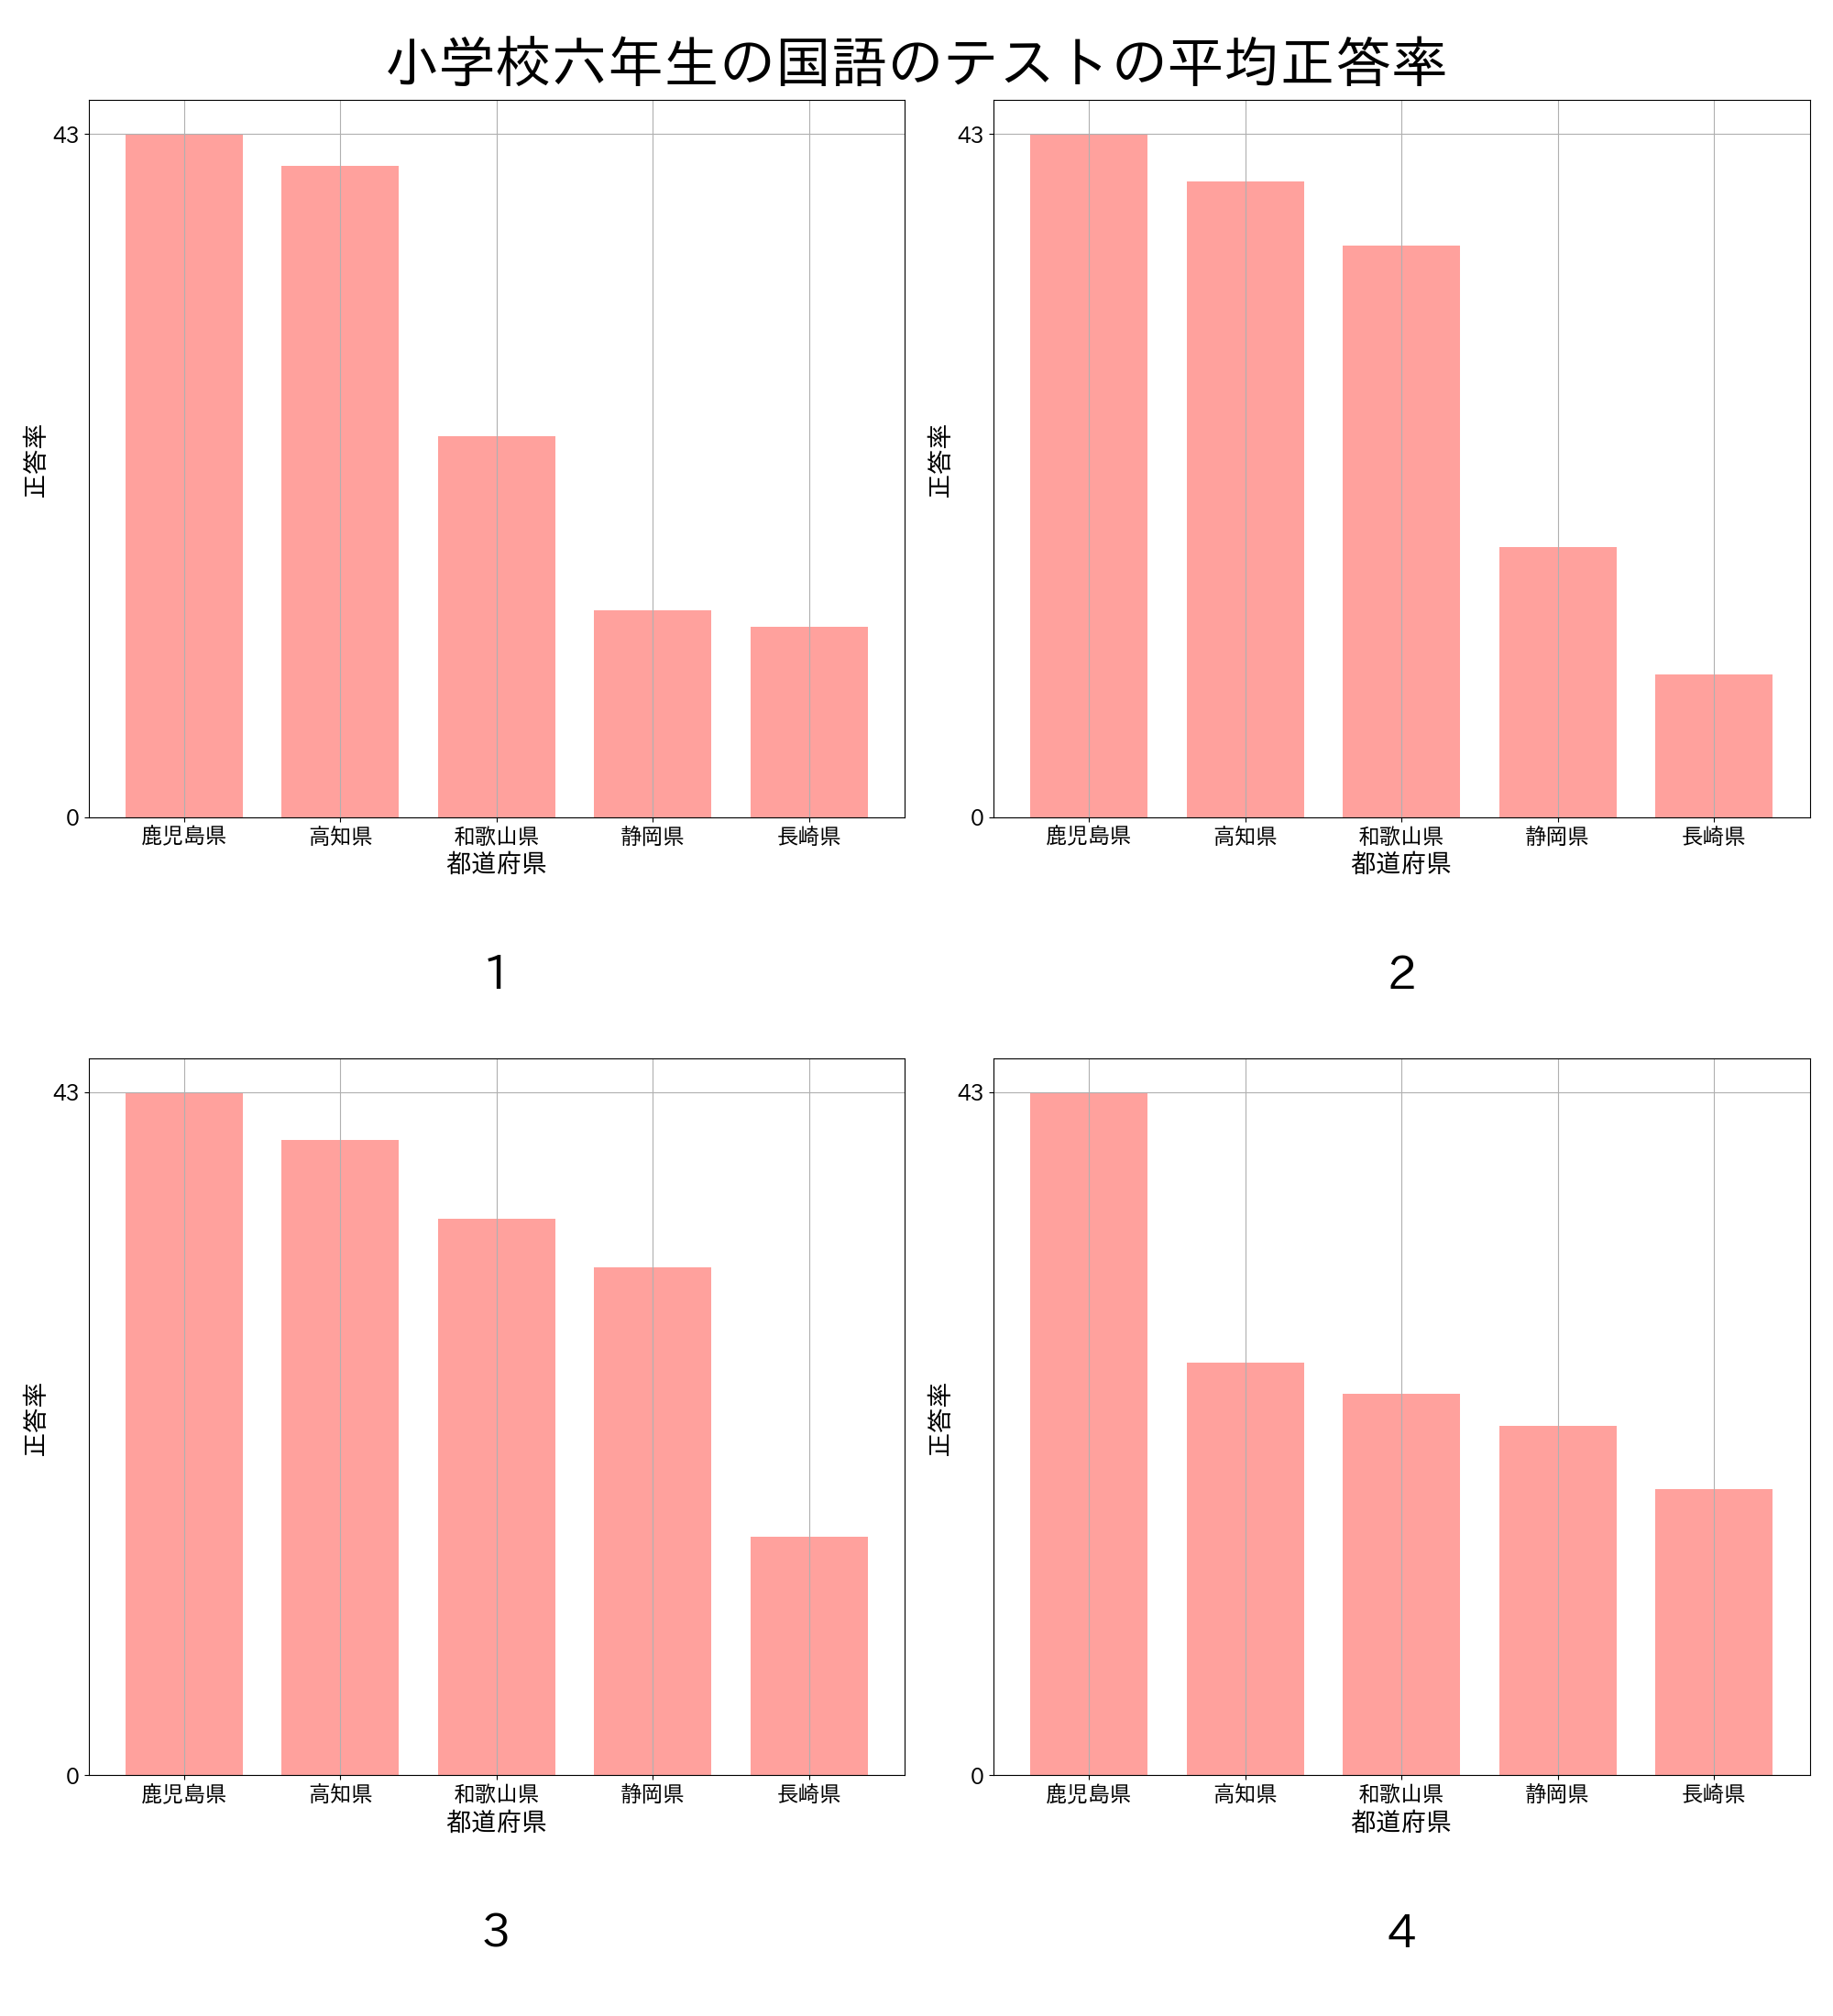 小学校六年生の国語のテストの平均正答率
43
0
正答率
鹿児島県 高知県 和歌山県 静岡県 長崎県
都道府県
1
43
0
正答率
鹿児島県 高知県 和歌山県 静岡県 長崎県
都道府県
2
43
0
正答率
鹿児島県 高知県 和歌山県 静岡県 長崎県
都道府県
3
43
0
正答率
鹿児島県 高知県 和歌山県 静岡県 長崎県
都道府県
4